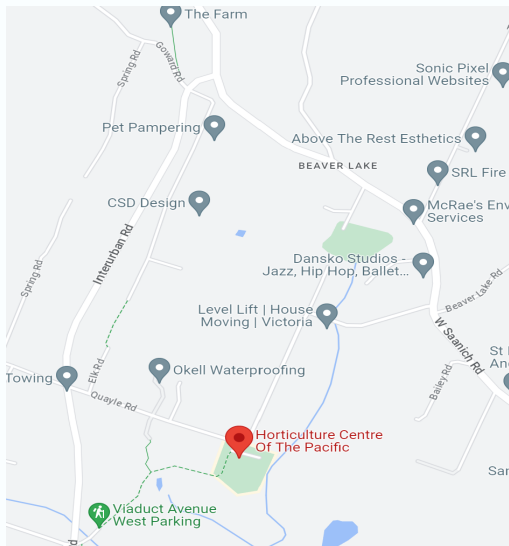 The Farm
Spring Rd
Goward Rd
Sonic Pixel
Professional Websites
Pet Pampering
Above The Rest Esthetics
BEAVER LAKE
SRL Fire
CSD Design
McRae's Env
Services
Interurban Rd
Dansko Studios -
Jazz, Hip Hop, Ballet...
Spring Rd
Beaver Lake Rd
Level Lift | House
Moving | Victoria
W Saanich Rd
St
An
Elk Rd
Towing
Okell Waterproofing
Bailey Rd
Quayle Rd
Horticulture Centre
Of The Pacific
Sar
Viaduct Avenue
West Parking